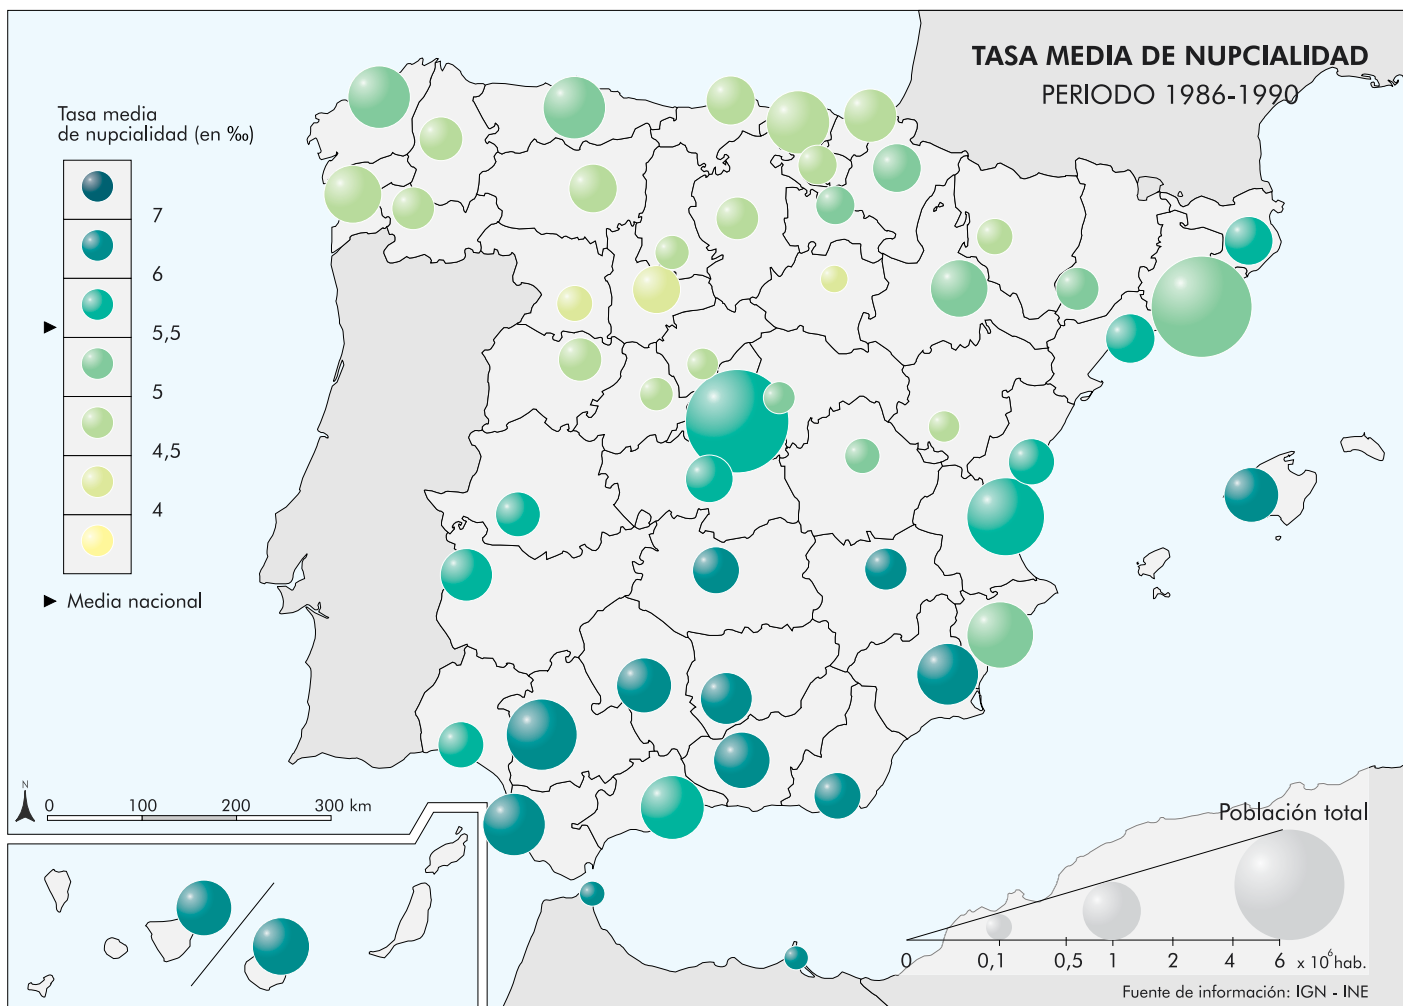 TASA MEDIA DE NUPCIALIDAD
PERIODO 1986-1990
Tasa media
de nupcialidad (en ‰)
7
6
5,5
5
4,5
4
► Media nacional
N
0 100 200 300 km
Población total
0 0,1 0,5 1 2 4 6 x 10⁶ hab.
Fuente de información: IGN - INE